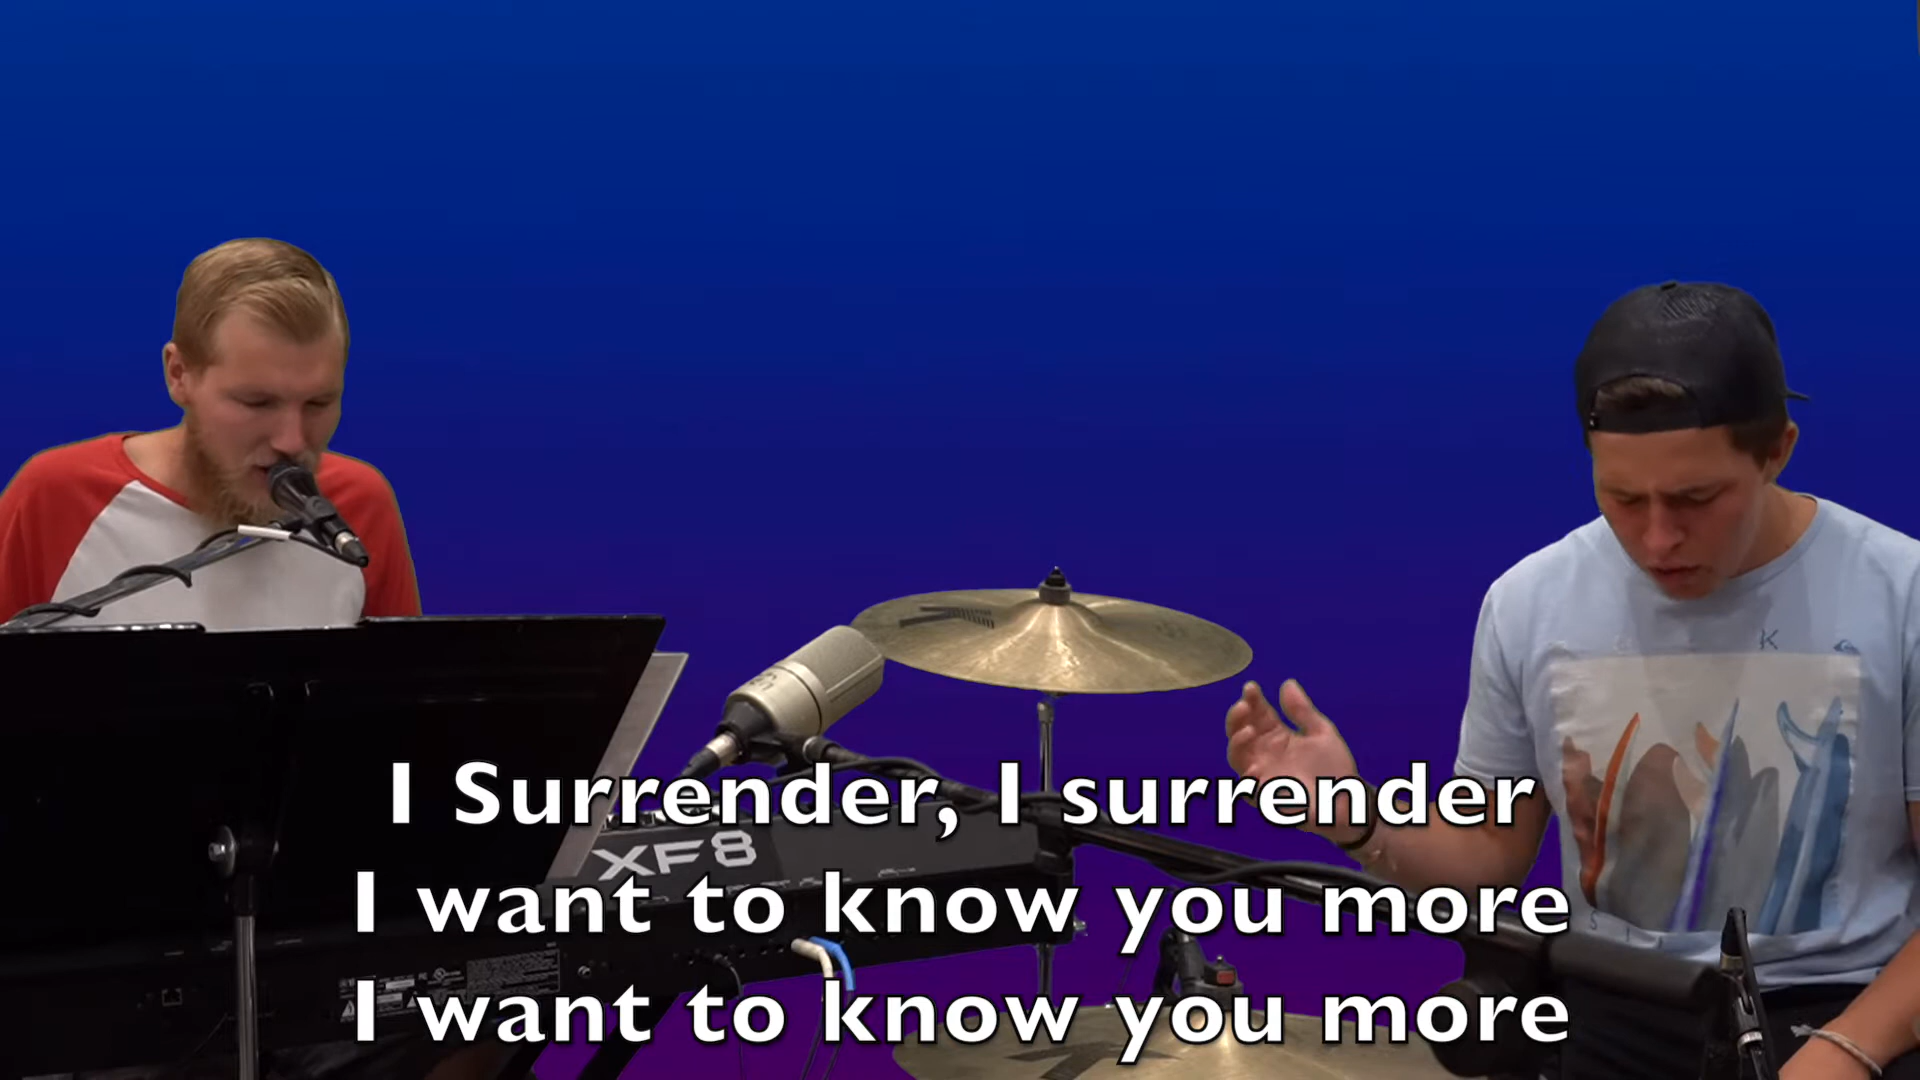 K
I Surrender, I surrender
XF8
I want to know you more
I want to know you more